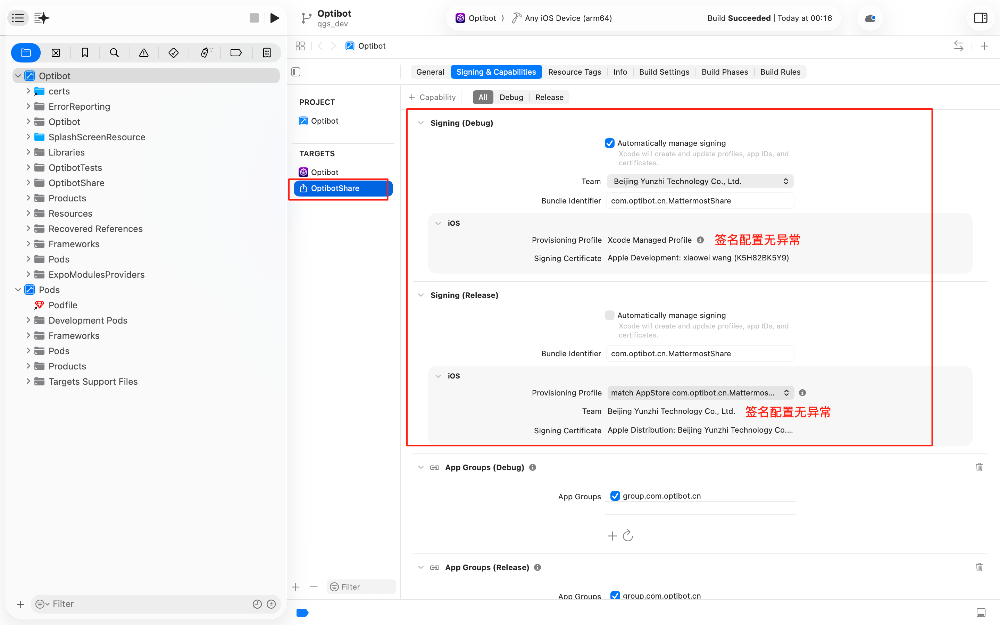 Optibot
qgs_dev
Optibot
Any iOS Device (arm64)
Build Succeeded | Today at 00:16
Optibot
Optibot
certs
ErrorReporting
Optibot
SplashScreenResource
Libraries
OptibotTests
OptibotShare
Products
Resources
Recovered References
Frameworks
Pods
ExpoModulesProviders
Pods
Podfile
Development Pods
Frameworks
Pods
Products
Targets Support Files
Filter
PROJECT
Optibot
TARGETS
Optibot
OptibotShare
Filter
General
Signing & Capabilities
Resource Tags
Info
Build Settings
Build Phases
Build Rules
Capability
All
Debug
Release
Signing (Debug)
Automatically manage signing
Xcode will create and update profiles, app IDs, and
certificates.
Team Beijing Yunzhi Technology Co., Ltd.
Bundle Identifier com.optibot.cn.MattermostShare
iOS
Provisioning Profile Xcode Managed Profile 签名配置无异常
Signing Certificate Apple Development: xiaowei wang (K5H82BK5Y9)
Signing (Release)
Automatically manage signing
Xcode will create and update profiles, app IDs, and
certificates.
Bundle Identifier com.optibot.cn.MattermostShare
iOS
Provisioning Profile match AppStore com.optibot.cn.Mattermos...
Team Beijing Yunzhi Technology Co., Ltd. 签名配置无异常
Signing Certificate Apple Distribution: Beijing Yunzhi Technology Co....
App Groups (Debug)
App Groups group.com.optibot.cn
App Groups (Release)
App Groups group.com.optibot.cn